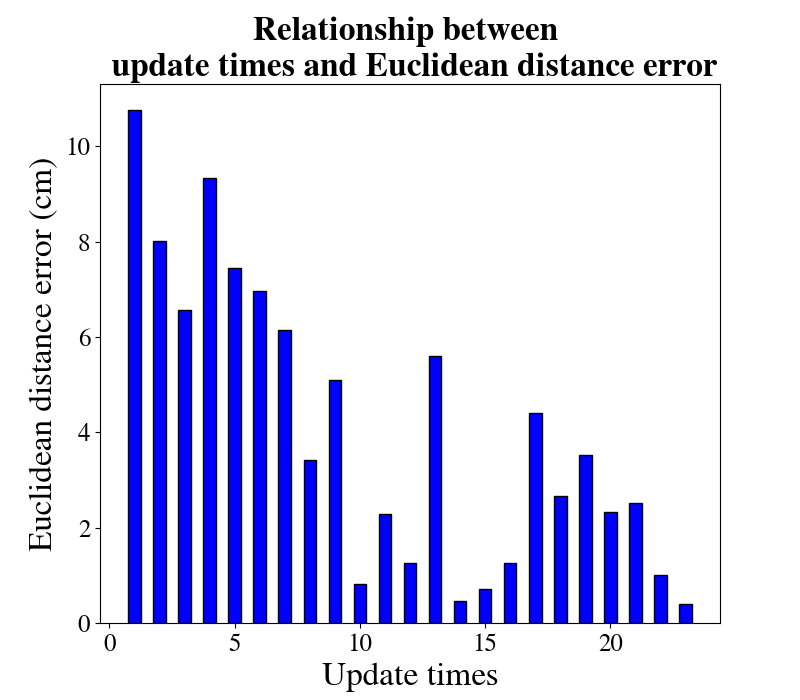 Relationship between
update times and Euclidean distance error
Euclidean distance error (cm)
10
8
6
4
2
0
0 5 10 15 20
Update times